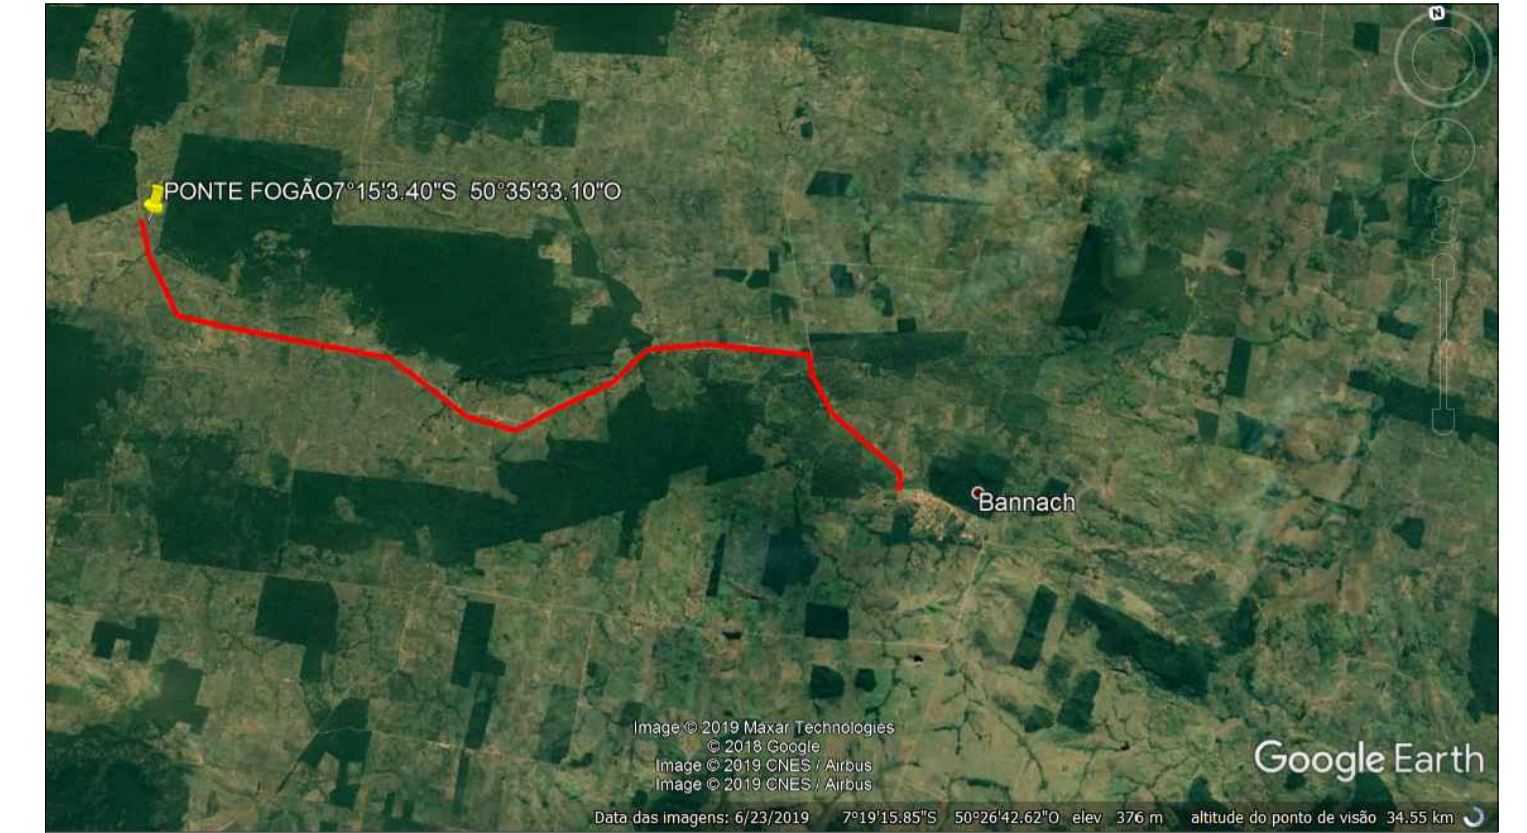 N
PONTE FOGÃO7°15'3.40"S 50°35'33.10"O
Bannach
Image © 2019 Maxar Technologies
© 2018 Google
Image © 2019 CNES / Airbus
Image © 2019 CNES / Airbus
Google Earth
Data das imagens: 6/23/2019 7°19'15.85"S 50°26'42.62"O elev 376 m altitude do ponto de visão 34.55 km